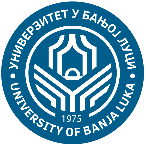 УНИВЕРЗИТЕТ У БАЊОЈ ЛУЦИ
UNIVERSITY OF BANJA LUKA
1975